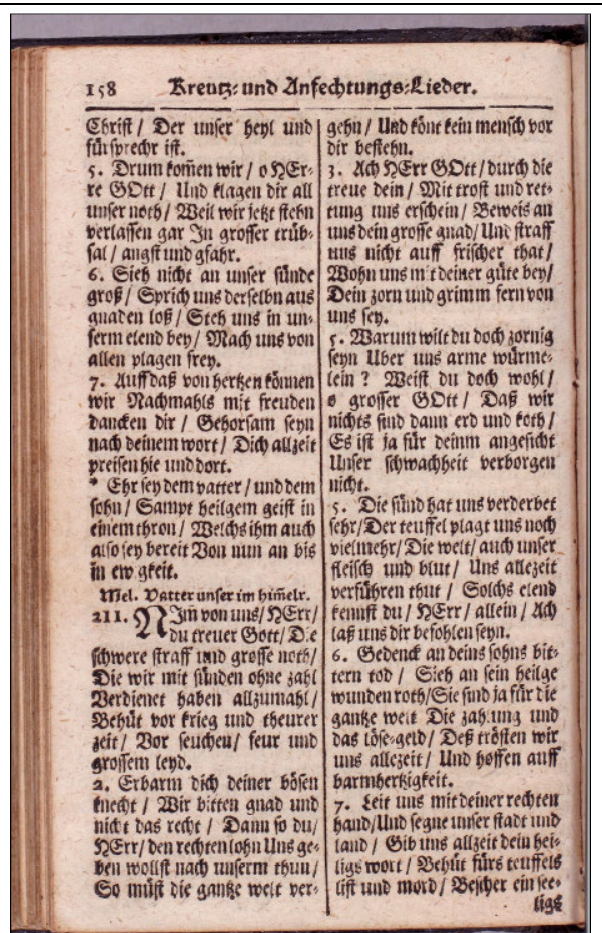 158 Kreutz- und Anfechtungs-Lieder.
Christ / Der unser heyl und
fürsprech ist.
5. Drum kom̄en wir / o HEr-
re GOtt / Und klagen dir all
unser noth / Weil wir jetzt stehn
verlassen gar Jn grosser trüb-
sal / angst und gfahr.
6. Sieh nicht an unser sünde
groß / Sprich uns derselbn aus
gnaden loß / Steh uns in un-
serm elend bey / Mach uns von
allen plagen frey.
7. Auff daß von hertzen können
wir Nachmahls mit freuden
dancken dir / Gehorsam seyn
nach deinem wort / Dich allzeit
preisen hie und dort.
* Ehr sey dem vatter / und dem
sohn / Sampt heilgem geist in
einem thron / Welchs ihm auch
also sey bereit Von nun an bis
in ewgkeit.
Mel. Vatter unser im him̄elr.
211. NJm̄ von uns / HErr /
du treuer Gott / Die
schwere straff und grosse noth /
Die wir mit sünden ohne zahl
Verdienet haben allzumahl /
Behüt vor krieg und theurer
zeit / Vor seuchen / feur und
grossem leyd.
2. Erbarm dich deiner bösen
knecht / Wir bitten gnad und
nicht das recht / Dann so du /
HErr / den rechten lohn Uns ge-
ben wollst nach unserm thun /
So müst die gantze welt ver-
gehn / Und könt kein mensch vor
dir bestehn.
3. Ach HErr GOtt / durch die
treue dein / Mit trost und ret-
tung uns erschein / Beweis an
uns dein grosse gnad / Und straff
uns nicht auff frischer that /
Wohn uns mit deiner güte bey /
Dein zorn und grimm fern von
uns sey.
5. Warum wilt du doch zornig
seyn Uber uns arme würme-
lein ? Weist du doch wohl /
o grosser GOtt / Daß wir
nichts sind dann erd und koth /
Es ist ja für deinm angesicht
Unser schwachheit verborgen
nicht.
5. Die sünd hat uns verderbet
sehr / Der teuffel plagt uns noch
vielmehr / Die welt / auch unser
fleisch und blut / Uns allezeit
verführen thut / Solchs elend
kennst du / HErr / allein / Ach
laß uns dir befohlen seyn.
6. Gedenck an deins sohns bit-
tern tod / Sieh an sein heilge
wunden roth / Sie sind ja für die
gantze welt Die zahlung und
das löse-geld / Deß trösten wir
uns allezeit / Und hoffen auff
barmhertzigkeit.
7. Leit uns mit deiner rechten
hand / Und segne unser stadt und
land / Gib uns allzeit dein hei-
ligs wort / Behüt fürs teuffels
list und mord / Bescher ein see-
ligs